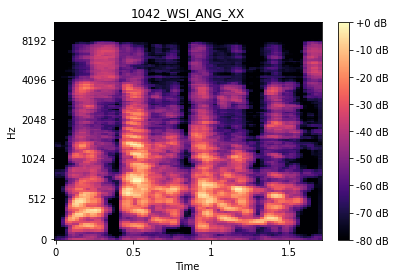 1042_WSI_ANG_XX
+0 dB
8192
-10 dB
4096
-20 dB
-30 dB
2048
-40 dB
Hz
1024
-50 dB
512
-60 dB
-70 dB
0
-80 dB
0 0.5 1 1.5
Time